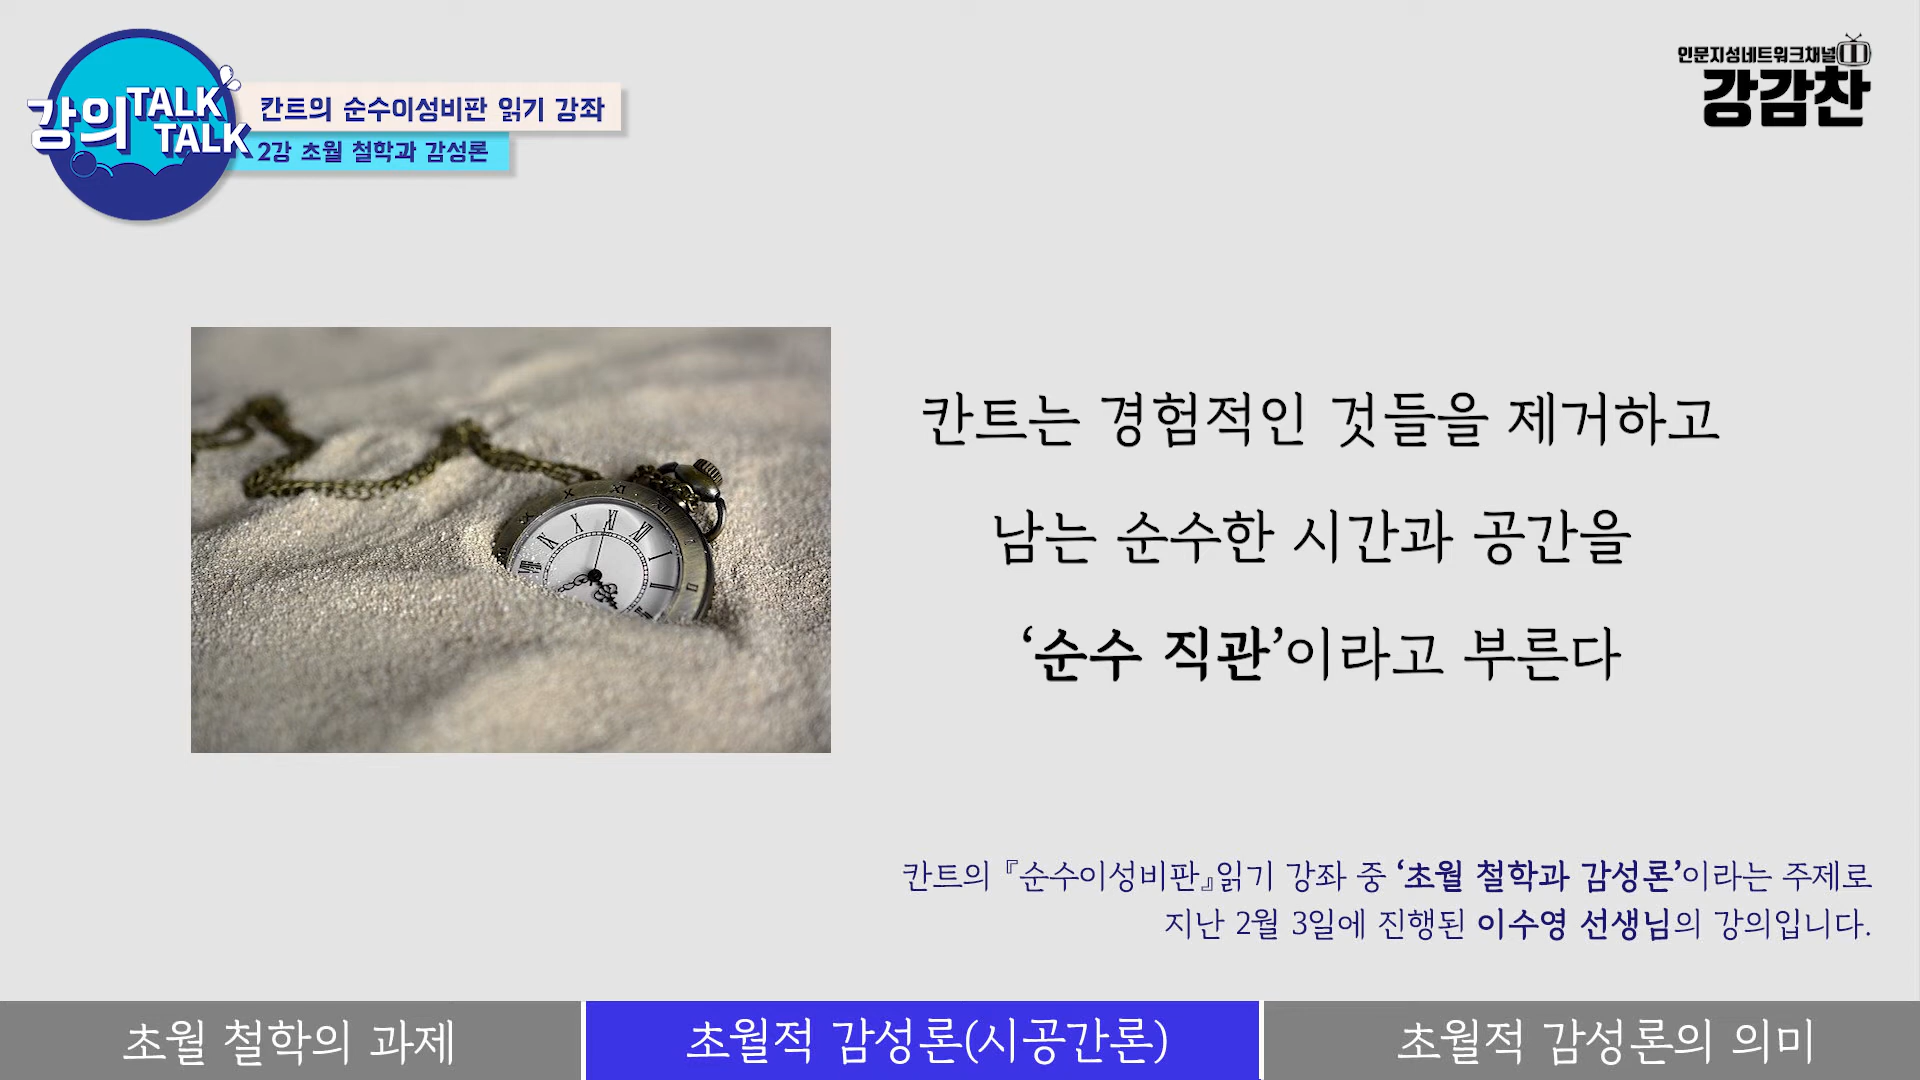 강의 TALK TALK
칸트의 순수이성비판 읽기 강좌
2강 초월 철학과 감성론
인문지성네트워크채널
강감찬
칸트는 경험적인 것들을 제거하고
남는 순수한 시간과 공간을
‘순수 직관’이라고 부른다
칸트의 『순수이성비판』읽기 강좌 중 ‘초월 철학과 감성론’이라는 주제로
지난 2월 3일에 진행된 이수영 선생님의 강의입니다.
초월 철학의 과제
초월적 감성론(시공간론)
초월적 감성론의 의미